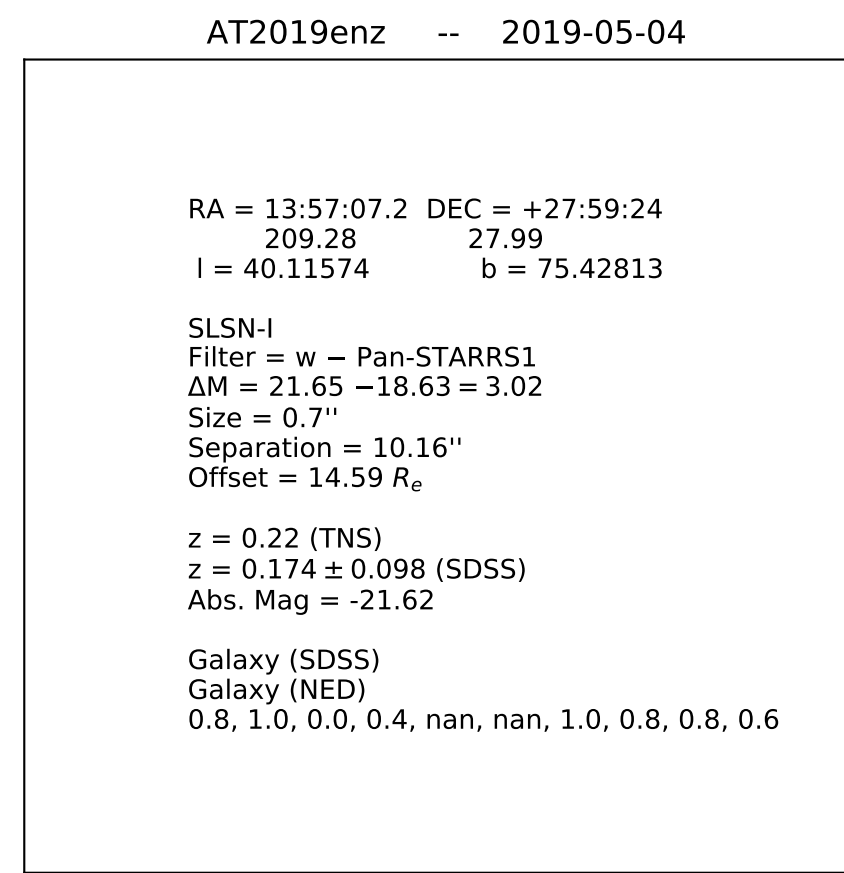 AT2019enz -- 2019-05-04
RA = 13:57:07.2 DEC = +27:59:24
209.28 27.99
l = 40.11574 b = 75.42813
SLSN-I
Filter = w − Pan-STARRS1
ΔM = 21.65 −18.63 = 3.02
Size = 0.7''
Separation = 10.16''
Offset = 14.59 Rₑ
z = 0.22 (TNS)
z = 0.174 ± 0.098 (SDSS)
Abs. Mag = -21.62
Galaxy (SDSS)
Galaxy (NED)
0.8, 1.0, 0.0, 0.4, nan, nan, 1.0, 0.8, 0.8, 0.6